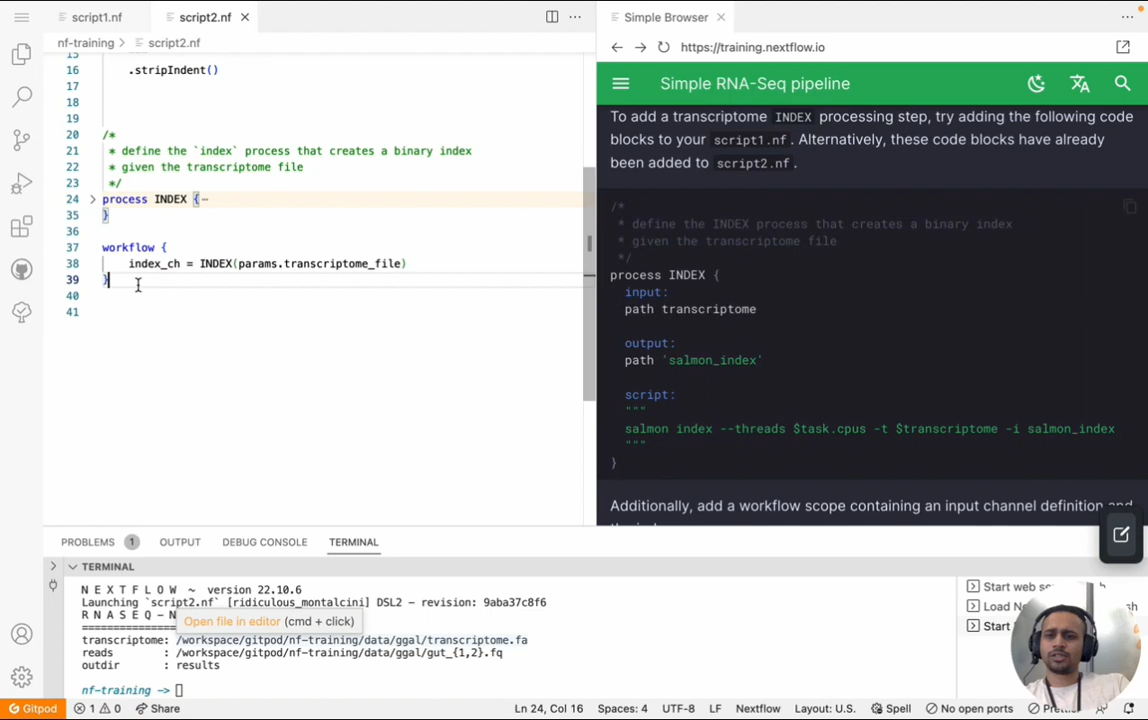 script1.nf
script2.nf
nf-training > script2.nf
15
16 .stripIndent()
17
18
19
20 /*
21 * define the `index` process that creates a binary index
22 * given the transcriptome file
23 */
24 process INDEX {
35 }
36
37 workflow {
38 index_ch = INDEX(params.transcriptome_file)
39 }
40
41
Simple Browser
https://training.nextflow.io
Simple RNA-Seq pipeline
To add a transcriptome INDEX processing step, try adding the following code
blocks to your script1.nf. Alternatively, these code blocks have already
been added to script2.nf.
/*
* define the INDEX process that creates a binary index
* given the transcriptome file
*/
process INDEX {
input:
path transcriptome
output:
path 'salmon_index'
script:
"""
salmon index --threads $task.cpus -t $transcriptome -i salmon_index
"""
}
Additionally, add a workflow scope containing an input channel definition and
PROBLEMS 1 OUTPUT DEBUG CONSOLE TERMINAL
TERMINAL
N E X T F L O W ~ version 22.10.6
Launching `script2.nf` [ridiculous_montalcini] DSL2 - revision: 9aba37c8f6
R N A S E Q - N
Open file in editor (cmd + click)
transcriptome: /workspace/gitpod/nf-training/data/ggal/transcriptome.fa
reads : /workspace/gitpod/nf-training/data/ggal/gut_{1,2}.fq
outdir : results
nf-training ->
Start web
Start
Gitpod
1 0
Share
Ln 24, Col 16
Spaces: 4
UTF-8
LF
Nextflow
Layout: U.S.
Spell
No open ports